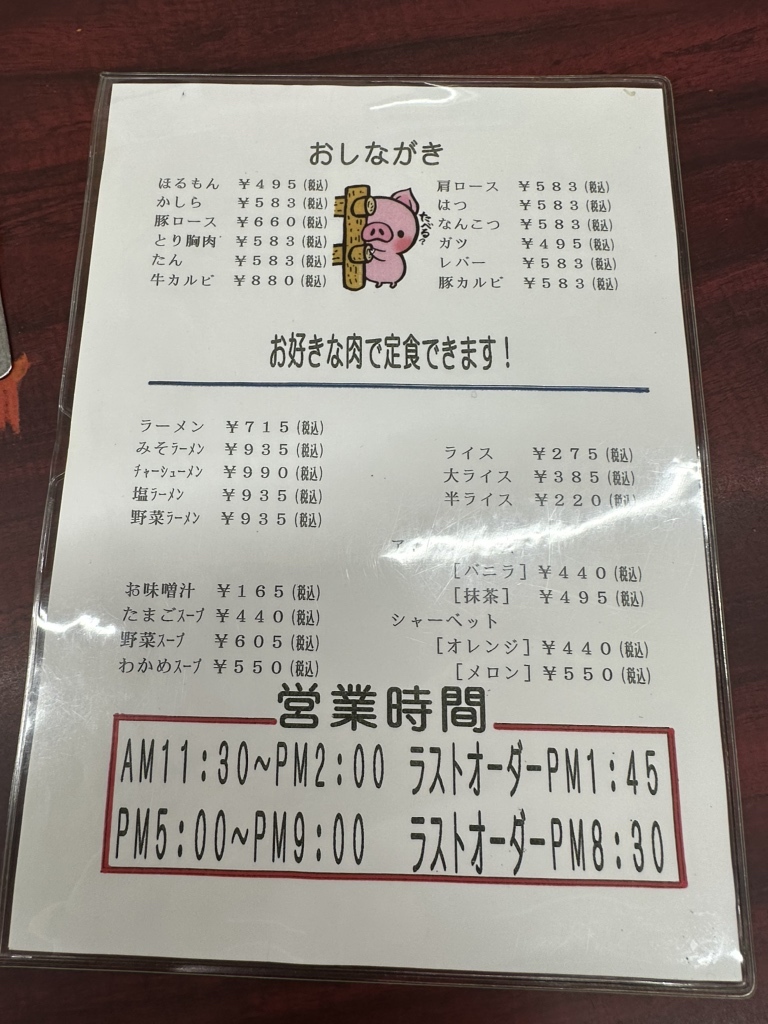 おしながき
ほるもん ￥495(税込)
かしら ￥583(税込)
豚ロース ￥660(税込)
とり胸肉 ￥583(税込)
たん ￥583(税込)
牛カルビ ￥880(税込)
たべる?
肩ロース ￥583(税込)
はつ ￥583(税込)
なんこつ ￥583(税込)
ガツ ￥495(税込)
レバー ￥583(税込)
豚カルビ ￥583(税込)
お好きな肉で定食できます！
ラーメン ￥715(税込)
みそﾗｰﾒﾝ ￥935(税込)
ﾁｬｰｼｭｰﾒﾝ ￥990(税込)
塩ﾗｰﾒﾝ ￥935(税込)
野菜ﾗｰﾒﾝ ￥935(税込)
お味噌汁 ￥165(税込)
たまごｽｰﾌﾟ ￥440(税込)
野菜ｽｰﾌﾟ ￥605(税込)
わかめｽｰﾌﾟ ￥550(税込)
ライス ￥275(税込)
大ライス ￥385(税込)
半ライス ￥220(税込)
[バニラ]￥440(税込)
[抹茶] ￥495(税込)
シャーベット
[オレンジ]￥440(税込)
[メロン]￥550(税込)
営業時間
AM11:30~PM2:00 ラストオーダーPM1:45
PM5:00~PM9:00 ラストオーダーPM8:30